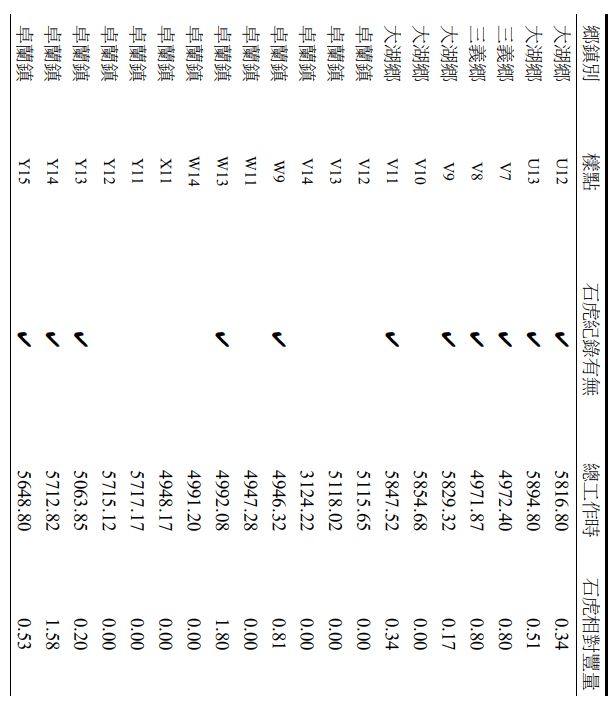 鄉鎮別 樣點 石虎紀錄有無 總工作時 石虎相對豐量
大湖鄉 U12 ✔ 5816.80 0.34
大湖鄉 U13 ✔ 5894.80 0.51
三義鄉 V7 ✔ 4972.40 0.80
三義鄉 V8 ✔ 4971.87 0.80
大湖鄉 V9 ✔ 5829.32 0.17
大湖鄉 V10 5854.68 0.00
大湖鄉 V11 ✔ 5847.52 0.34
卓蘭鎮 V12 5115.65 0.00
卓蘭鎮 V13 5118.02 0.00
卓蘭鎮 V14 3124.22 0.00
卓蘭鎮 W9 ✔ 4946.32 0.81
卓蘭鎮 W11 4947.28 0.00
卓蘭鎮 W13 ✔ 4992.08 1.80
卓蘭鎮 W14 4991.20 0.00
卓蘭鎮 X11 4948.17 0.00
卓蘭鎮 Y11 5717.17 0.00
卓蘭鎮 Y12 5715.12 0.00
卓蘭鎮 Y13 ✔ 5063.85 0.20
卓蘭鎮 Y14 ✔ 5712.82 1.58
卓蘭鎮 Y15 ✔ 5648.80 0.53